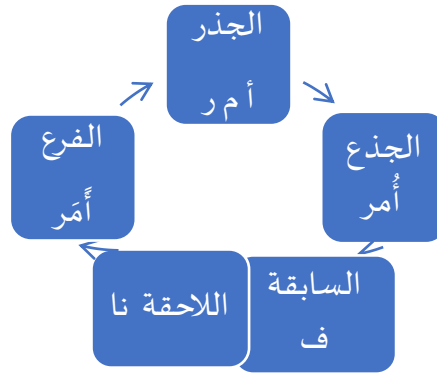 الجذر
أ م ر
الجذع
أُمر
السابقة
ف
اللاحقة نا
الفرع
أًمَر